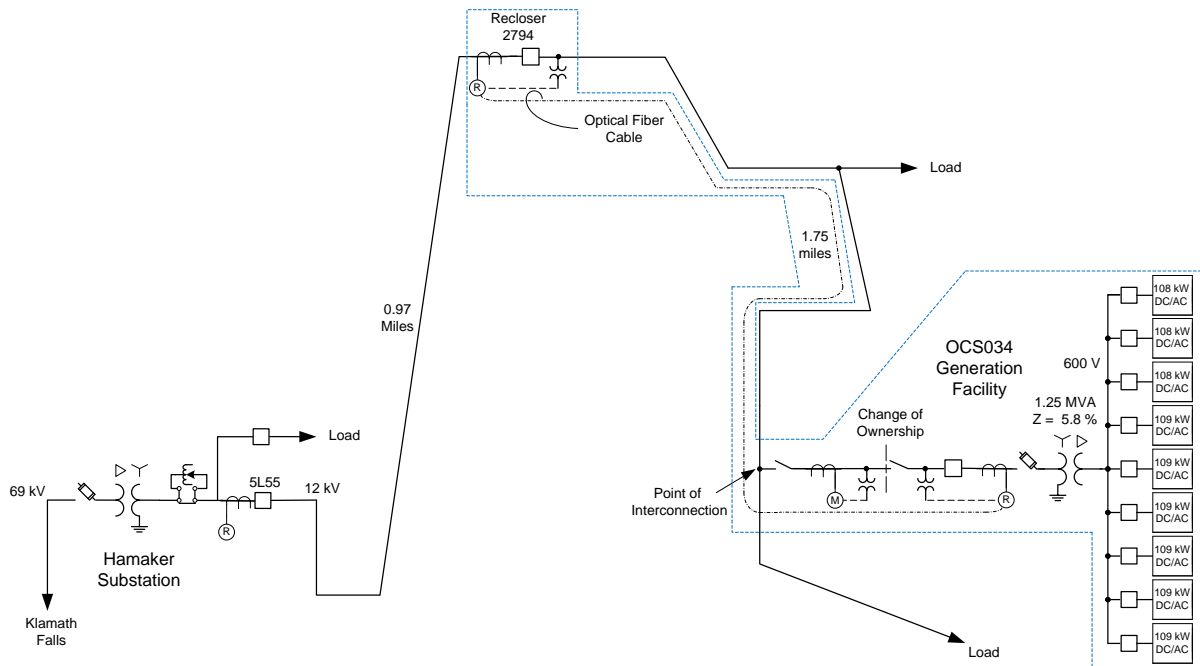 Recloser
2794
R
Optical Fiber
Cable
Load
1.75
miles
0.97
Miles
OCS034
Generation
Facility
600 V
1.25 MVA
Z = 5.8 %
Change of
Ownership
108 kW
DC/AC
108 kW
DC/AC
108 kW
DC/AC
109 kW
DC/AC
109 kW
DC/AC
109 kW
DC/AC
109 kW
DC/AC
109 kW
DC/AC
109 kW
DC/AC
Load
69 kV
5L55
12 kV
R
Point of
Interconnection
M
R
Hamaker
Substation
Klamath
Falls
Load